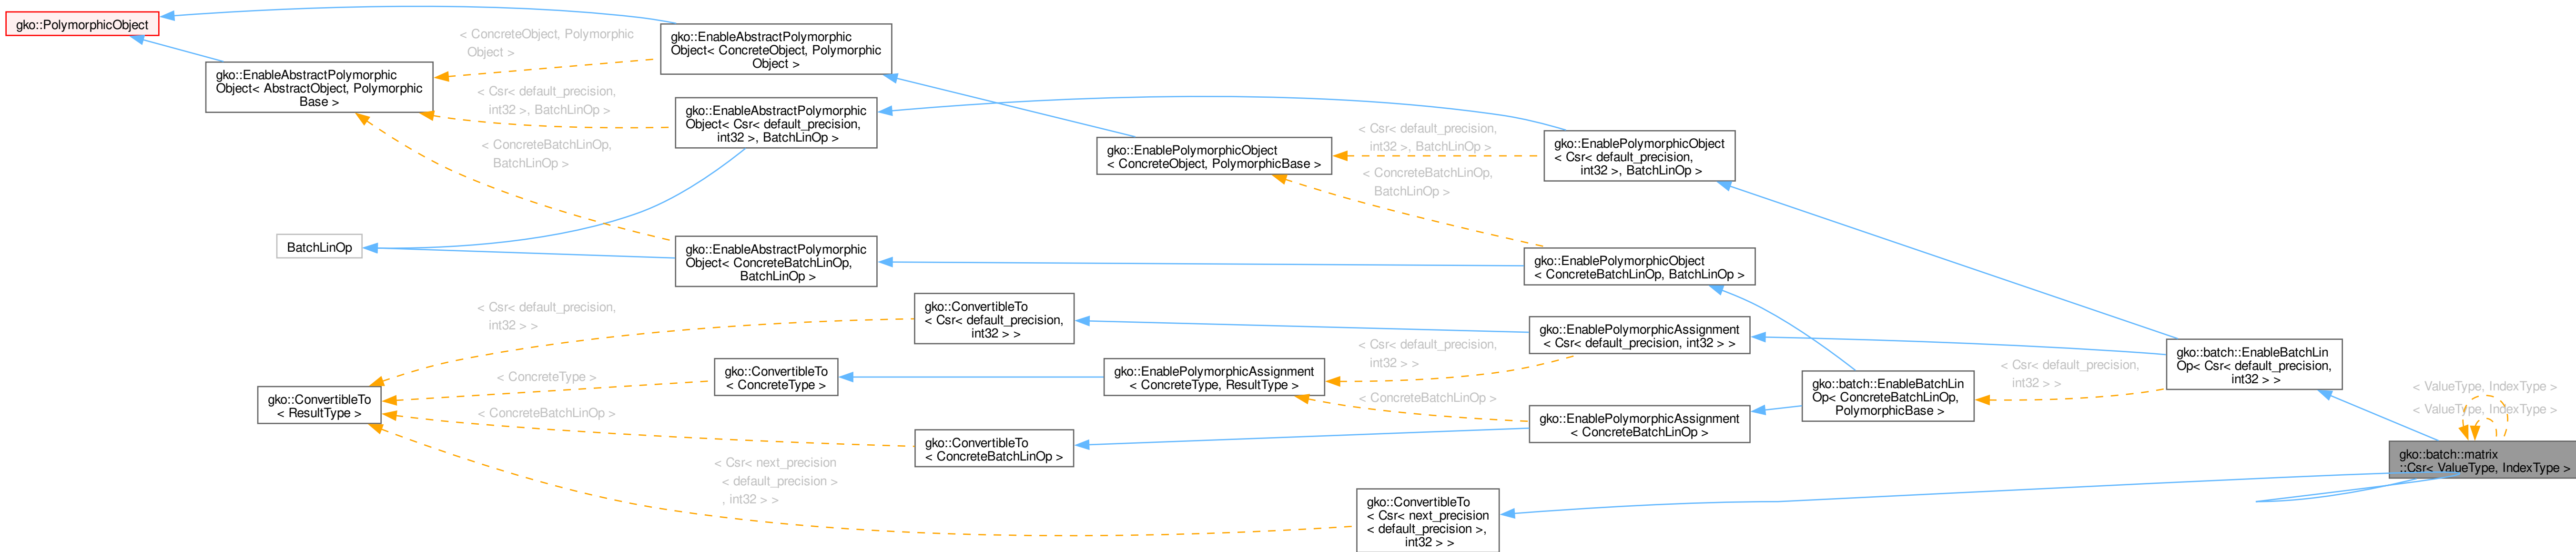 gko::PolymorphicObject
< ConcreteObject, Polymorphic
Object >
gko::EnableAbstractPolymorphic
Object< ConcreteObject, Polymorphic
Object >
gko::EnableAbstractPolymorphic
Object< AbstractObject, Polymorphic
Base >
< Csr< default_precision,
int32 >, BatchLinOp >
gko::EnableAbstractPolymorphic
Object< Csr< default_precision,
int32 >, BatchLinOp >
< ConcreteBatchLinOp,
BatchLinOp >
gko::EnablePolymorphicObject
< ConcreteObject, PolymorphicBase >
< Csr< default_precision,
int32 >, BatchLinOp >
< ConcreteBatchLinOp,
BatchLinOp >
gko::EnablePolymorphicObject
< Csr< default_precision,
int32 >, BatchLinOp >
BatchLinOp
gko::EnableAbstractPolymorphic
Object< ConcreteBatchLinOp,
BatchLinOp >
gko::EnablePolymorphicObject
< ConcreteBatchLinOp, BatchLinOp >
< Csr< default_precision,
int32 > >
gko::ConvertibleTo
< Csr< default_precision,
int32 > >
gko::EnablePolymorphicAssignment
< Csr< default_precision, int32 > >
< Csr< default_precision,
int32 > >
gko::batch::EnableBatchLin
Op< Csr< default_precision,
int32 > >
< Csr< default_precision,
int32 > >
< ConcreteType >
gko::ConvertibleTo
< ConcreteType >
gko::EnablePolymorphicAssignment
< ConcreteType, ResultType >
gko::batch::EnableBatchLin
Op< ConcreteBatchLinOp,
PolymorphicBase >
< ValueType, IndexType >
< ValueType, IndexType >
gko::ConvertibleTo
< ResultType >
< ConcreteBatchLinOp >
< ConcreteBatchLinOp >
gko::EnablePolymorphicAssignment
< ConcreteBatchLinOp >
gko::ConvertibleTo
< ConcreteBatchLinOp >
gko::batch::matrix
::Csr< ValueType, IndexType >
< Csr< next_precision
< default_precision >
, int32 > >
gko::ConvertibleTo
< Csr< next_precision
< default_precision >,
int32 > >